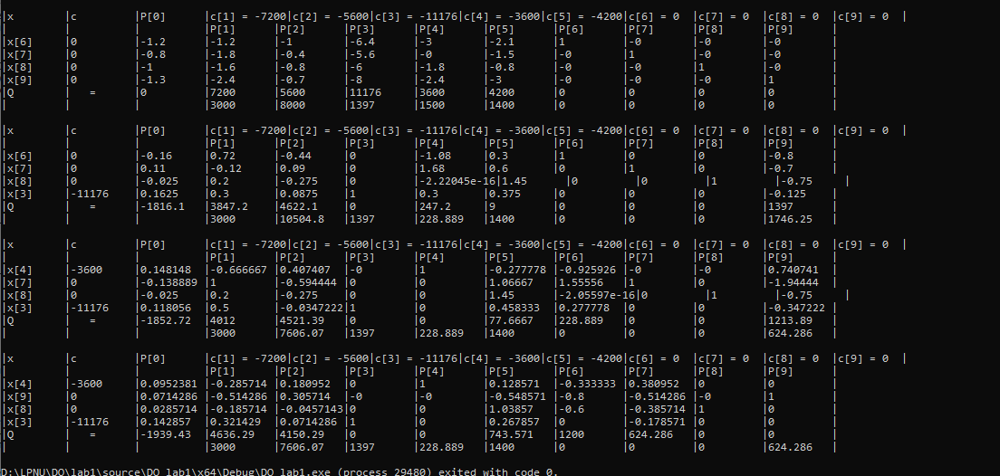 |x |c |P[0] |c[1] = -7200|c[2] = -5600|c[3] = -11176|c[4] = -3600|c[5] = -4200|c[6] = 0 |c[7] = 0 |c[8] = 0 |c[9] = 0 |
| | | |P[1] |P[2] |P[3] |P[4] |P[5] |P[6] |P[7] |P[8] |P[9] |
|x[6] |0 |-1.2 |-1.2 |-1 |-6.4 |-3 |-2.1 |1 |-0 |-0 |-0 |
|x[7] |0 |-0.8 |-1.8 |-0.4 |-5.6 |-0 |-1.5 |-0 |1 |-0 |-0 |
|x[8] |0 |-1 |-1.6 |-0.8 |-6 |-1.8 |-0.8 |-0 |-0 |1 |-0 |
|x[9] |0 |-1.3 |-2.4 |-0.7 |-8 |-2.4 |-3 |-0 |-0 |-0 |1 |
|Q | = |0 |7200 |5600 |11176 |3600 |4200 |0 |0 |0 |0 |
| | | |3000 |8000 |1397 |1500 |1400 |0 |0 |0 |0 |
|x |c |P[0] |c[1] = -7200|c[2] = -5600|c[3] = -11176|c[4] = -3600|c[5] = -4200|c[6] = 0 |c[7] = 0 |c[8] = 0 |c[9] = 0 |
| | | |P[1] |P[2] |P[3] |P[4] |P[5] |P[6] |P[7] |P[8] |P[9] |
|x[6] |0 |-0.16 |0.72 |-0.44 |0 |-1.08 |0.3 |1 |0 |0 |-0.8 |
|x[7] |0 |0.11 |-0.12 |0.09 |0 |1.68 |0.6 |0 |1 |0 |-0.7 |
|x[8] |0 |-0.025 |0.2 |-0.275 |0 |-2.22045e-16|1.45 |0 |0 |1 |-0.75 |
|x[3] |-11176 |0.1625 |0.3 |0.0875 |1 |0.3 |0.375 |0 |0 |0 |-0.125 |
|Q | = |-1816.1 |3847.2 |4622.1 |0 |247.2 |9 |0 |0 |0 |1397 |
| | | |3000 |10504.8 |1397 |228.889 |1400 |0 |0 |0 |1746.25 |
|x |c |P[0] |c[1] = -7200|c[2] = -5600|c[3] = -11176|c[4] = -3600|c[5] = -4200|c[6] = 0 |c[7] = 0 |c[8] = 0 |c[9] = 0 |
| | | |P[1] |P[2] |P[3] |P[4] |P[5] |P[6] |P[7] |P[8] |P[9] |
|x[4] |-3600 |0.148148 |-0.666667 |0.407407 |-0 |1 |-0.277778 |-0.925926 |-0 |-0 |0.740741 |
|x[7] |0 |-0.138889 |1 |-0.594444 |0 |0 |1.06667 |1.55556 |1 |0 |-1.94444 |
|x[8] |0 |-0.025 |0.2 |-0.275 |0 |0 |1.45 |-2.05597e-16|0 |1 |-0.75 |
|x[3] |-11176 |0.118056 |0.5 |-0.0347222|1 |0 |0.458333 |0.277778 |0 |0 |-0.347222 |
|Q | = |-1852.72 |4012 |4521.39 |0 |0 |77.6667 |228.889 |0 |0 |1213.89 |
| | | |3000 |7606.07 |1397 |228.889 |1400 |0 |0 |0 |624.286 |
|x |c |P[0] |c[1] = -7200|c[2] = -5600|c[3] = -11176|c[4] = -3600|c[5] = -4200|c[6] = 0 |c[7] = 0 |c[8] = 0 |c[9] = 0 |
| | | |P[1] |P[2] |P[3] |P[4] |P[5] |P[6] |P[7] |P[8] |P[9] |
|x[4] |-3600 |0.0952381 |-0.285714 |0.180952 |0 |1 |0.128571 |-0.333333 |0.380952 |0 |0 |
|x[9] |0 |0.0714286 |-0.514286 |0.305714 |-0 |-0 |-0.548571 |-0.8 |-0.514286 |-0 |1 |
|x[8] |0 |0.0285714 |-0.185714 |-0.0457143|0 |0 |1.03857 |-0.6 |-0.385714 |1 |0 |
|x[3] |-11176 |0.142857 |0.321429 |0.0714286 |1 |0 |0.267857 |0 |-0.178571 |0 |0 |
|Q | = |-1939.43 |4636.29 |4150.29 |0 |0 |743.571 |1200 |624.286 |0 |0 |
| | | |3000 |7606.07 |1397 |228.889 |1400 |0 |0 |0 |624.286 |
D:\LPNU\DO\lab1\source\DO_lab1\x64\Debug\DO_lab1.exe (process 29480) exited with code 0.